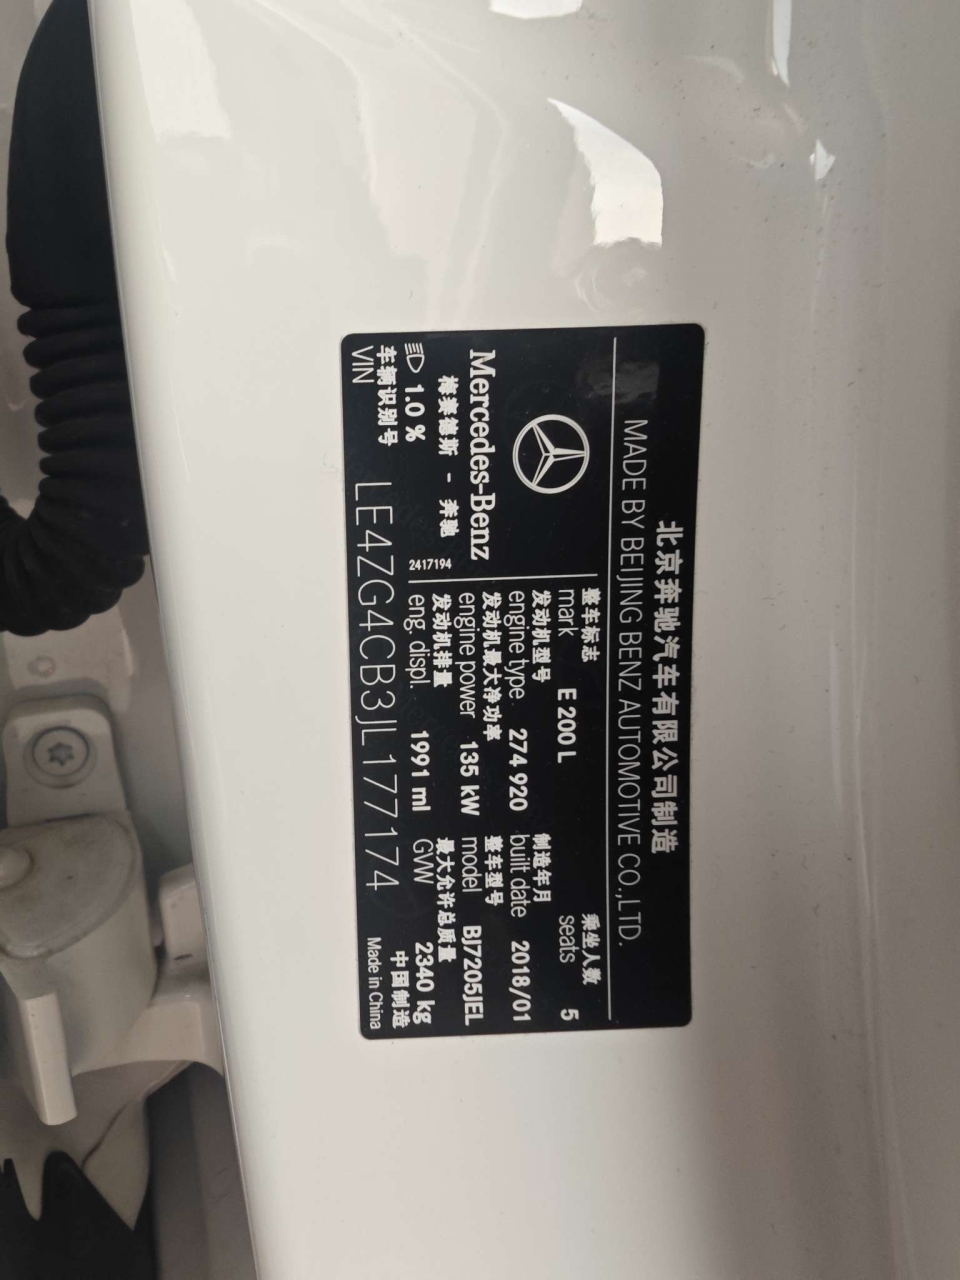 北京奔驰汽车有限公司制造
MADE BY BEIJING BENZ AUTOMOTIVE CO.,LTD.
Mercedes-Benz
梅赛德斯 - 奔驰
1.0 %
2417194
整车标志
mark E 200 L
乘坐人数
seats 5
发动机型号
engine type 274 920
制造年月
built date 2018/01
发动机最大净功率
engine power 135 kW
整车型号
model BJ7205JEL
发动机排量
eng. displ. 1991 ml
最大允许总质量
GVW 2340 kg
车辆识别号
VIN LE4ZG4CB3JL177174
中国制造
Made in China